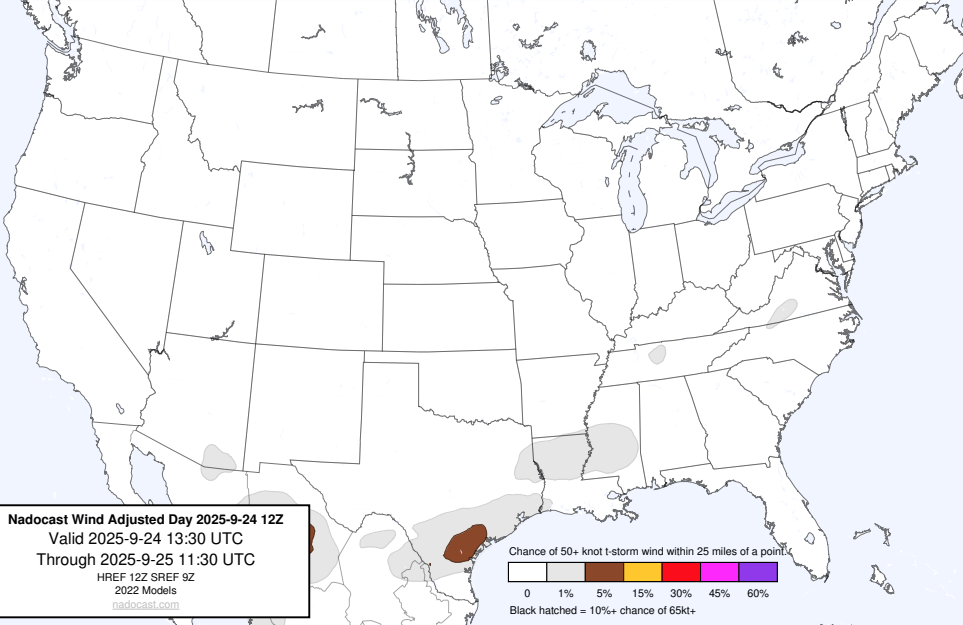 Nadocast Wind Adjusted Day 2025-9-24 12Z
Valid 2025-9-24 13:30 UTC
Through 2025-9-25 11:30 UTC
HREF 12Z SREF 9Z
2022 Models
nadocast.com
Chance of 50+ knot t-storm wind within 25 miles of a point.
0 1% 5% 15% 30% 45% 60%
Black hatched = 10%+ chance of 65kt+